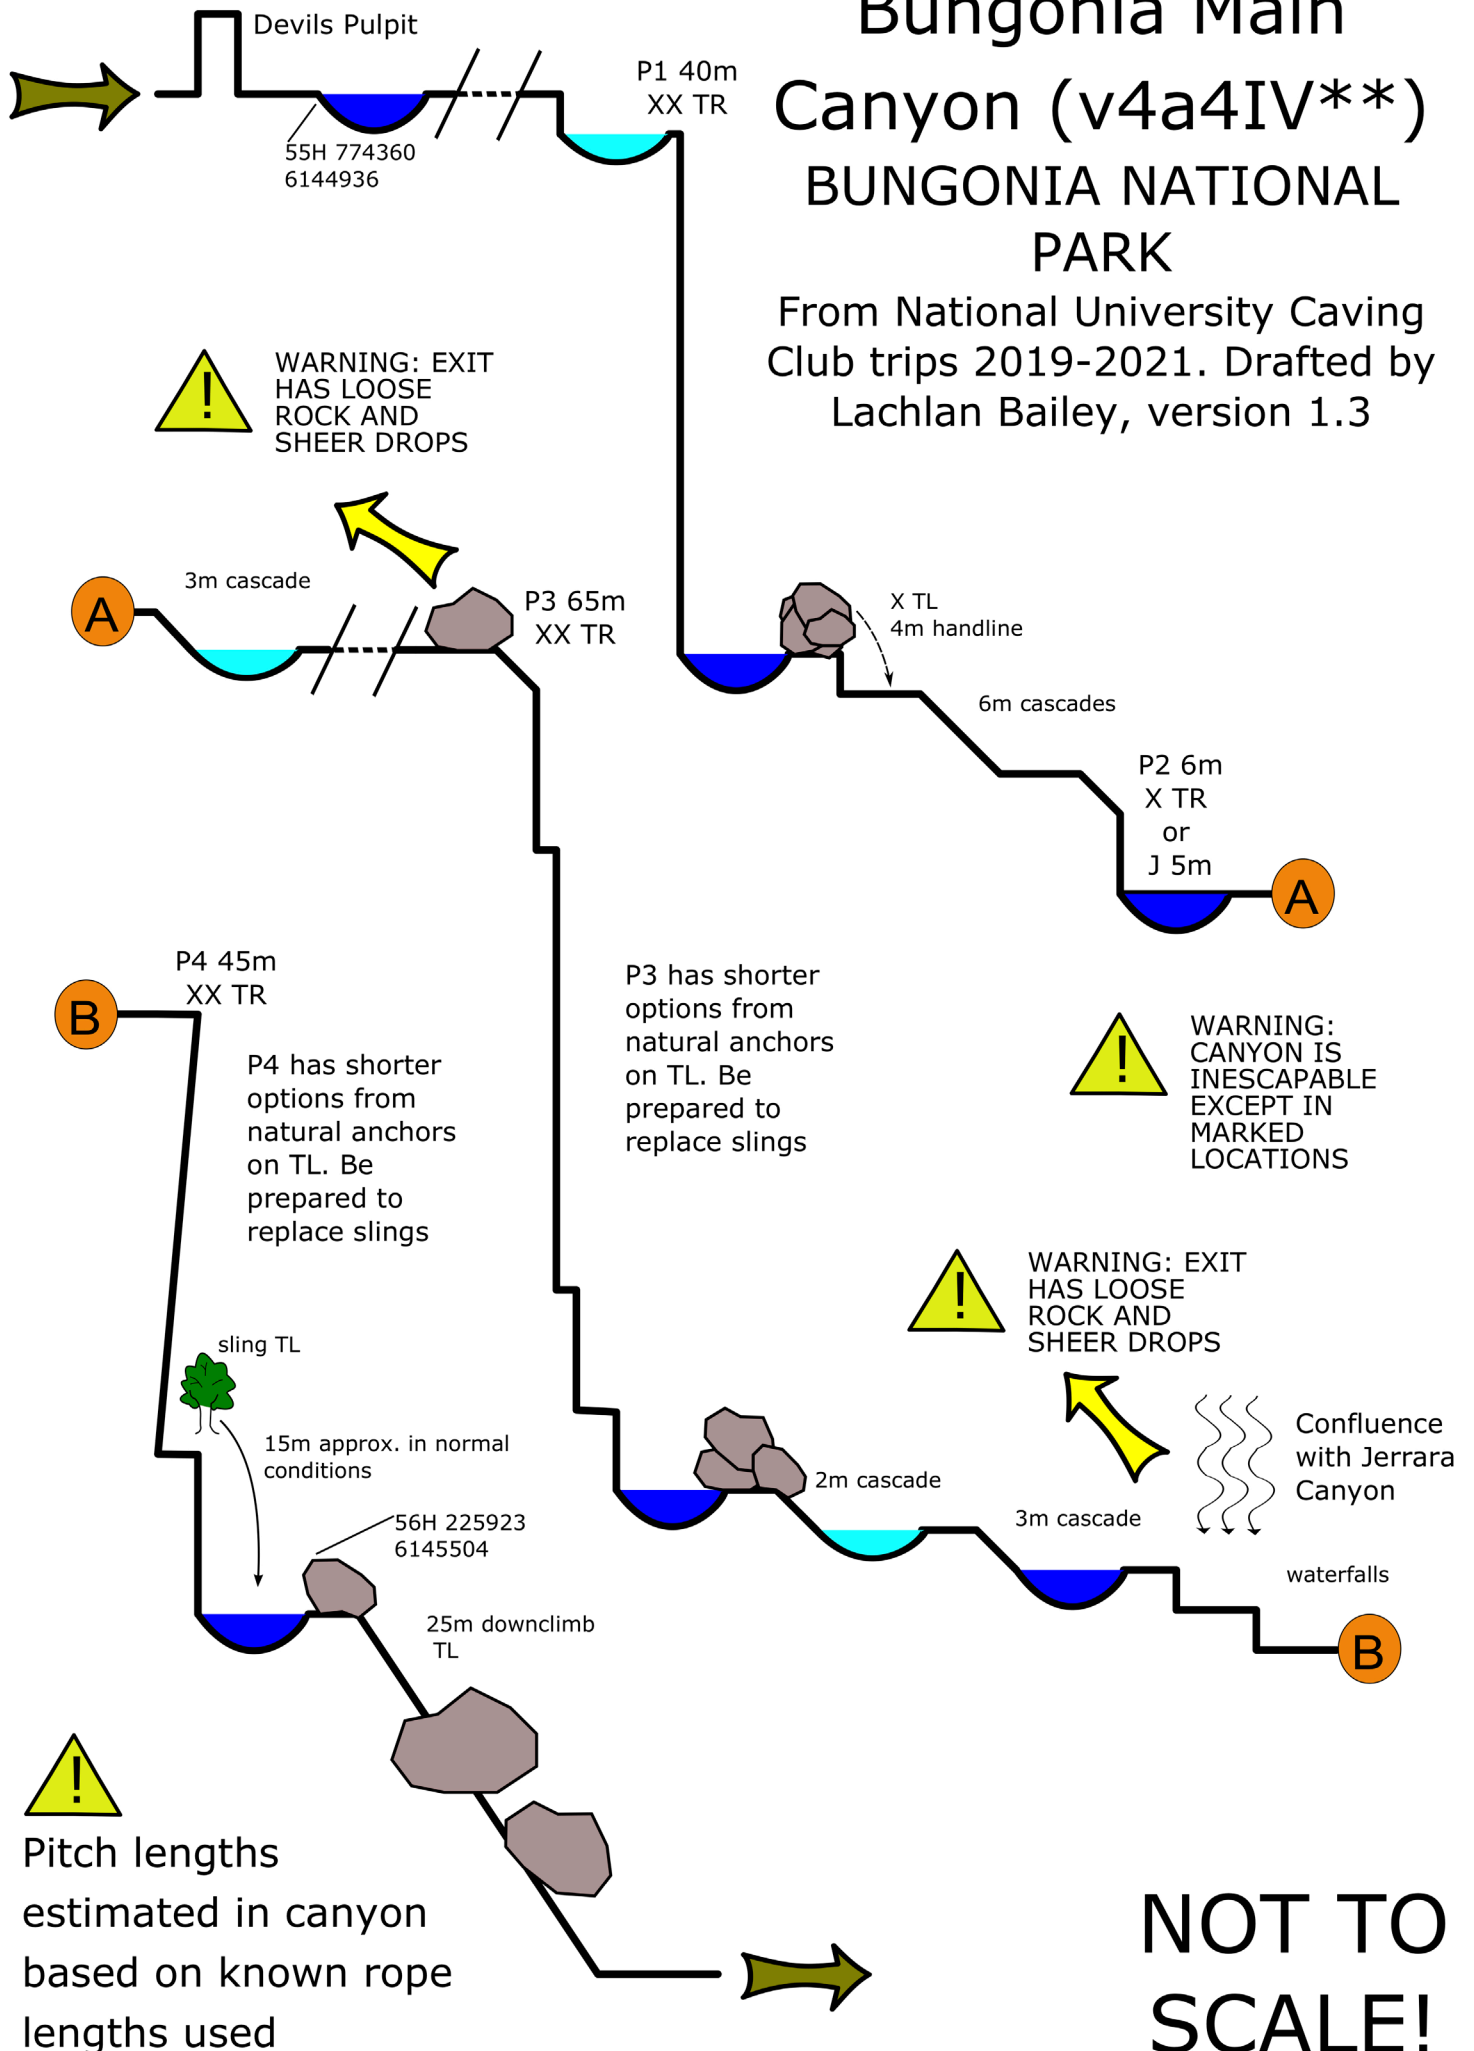 Bungonia Main
Canyon (v4a4IV**)
BUNGONIA NATIONAL
PARK
From National University Caving
Club trips 2019-2021. Drafted by
Lachlan Bailey, version 1.3
Devils Pulpit
55H 774360
6144936
P1 40m
XX TR
X TL
4m handline
6m cascades
P2 6m
X TR
or
J 5m
A
A
3m cascade
WARNING: EXIT
HAS LOOSE
ROCK AND
SHEER DROPS
P3 65m
XX TR
P3 has shorter
options from
natural anchors
on TL. Be
prepared to
replace slings
WARNING:
CANYON IS
INESCAPABLE
EXCEPT IN
MARKED
LOCATIONS
2m cascade
3m cascade
WARNING: EXIT
HAS LOOSE
ROCK AND
SHEER DROPS
Confluence
with Jerrara
Canyon
waterfalls
B
B
P4 45m
XX TR
P4 has shorter
options from
natural anchors
on TL. Be
prepared to
replace slings
sling TL
15m approx. in normal
conditions
56H 225923
6145504
25m downclimb
TL
!
!
!
!
Pitch lengths
estimated in canyon
based on known rope
lengths used
NOT TO
SCALE!